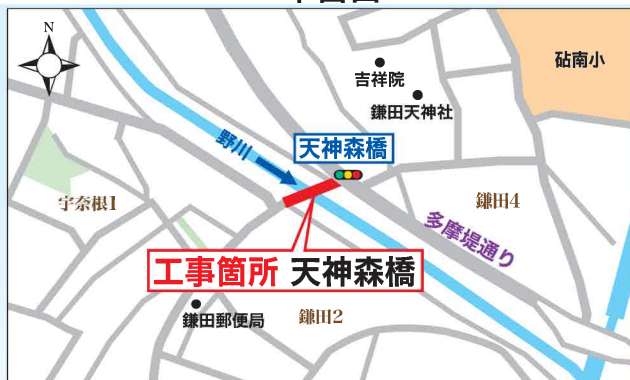 N
砧南小
吉祥院
鎌田天神社
野川
天神森橋
宇奈根1
鎌田4
多摩堤通り
工事箇所 天神森橋
鎌田郵便局
鎌田2